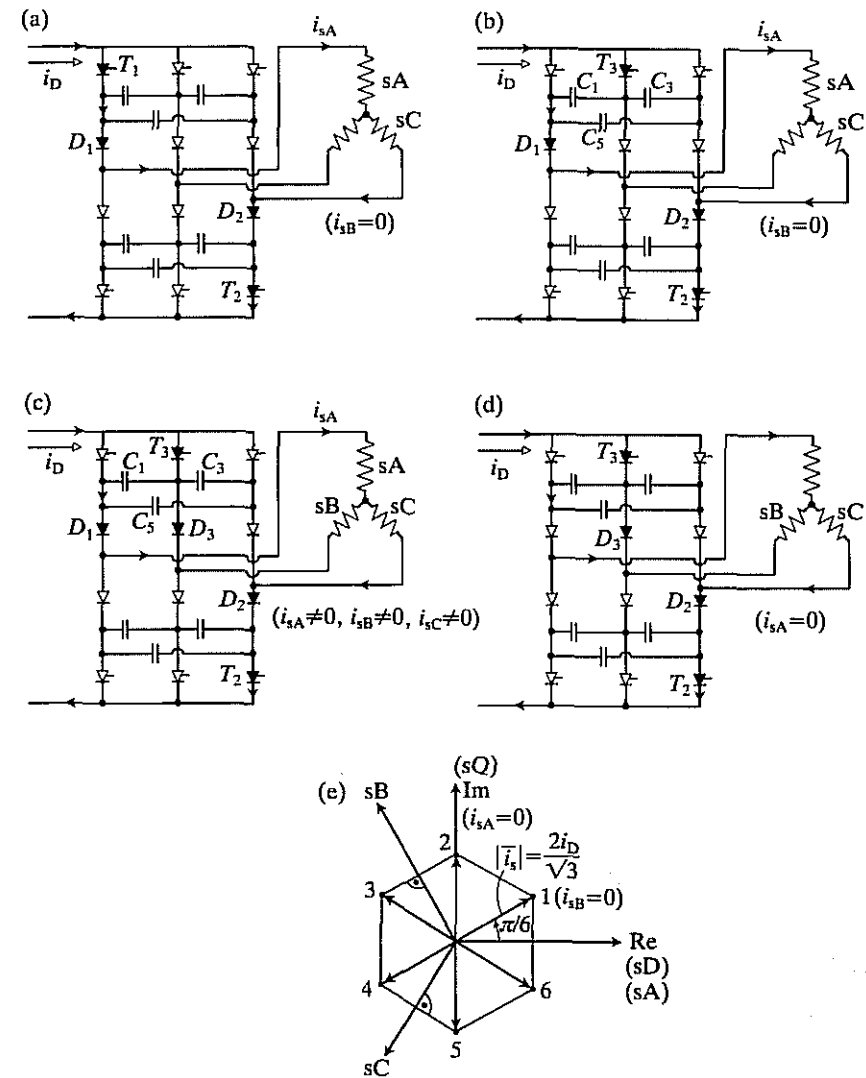 (a)
i_sA
i_D
T_1
sA
sC
D_1
D_2
(i_sB=0)
T_2
(b)
i_sA
i_D
T_3
C_1
C_3
sA
sC
D_1
C_5
D_2
(i_sB=0)
T_2
(c)
i_sA
i_D
T_3
C_1
C_3
sA
sB
sC
D_1
C_5
D_3
D_2
(i_sA≠0, i_sB≠0, i_sC≠0)
T_2
(d)
i_D
T_3
sB
sC
D_3
D_2
(i_sA=0)
T_2
(e)
sB
(sQ)
Im
(i_sA=0)
2
|i̅_s|=2i_D/√3
3
1(i_sB=0)
π/6
Re
(sD)
(sA)
4
6
5
sC